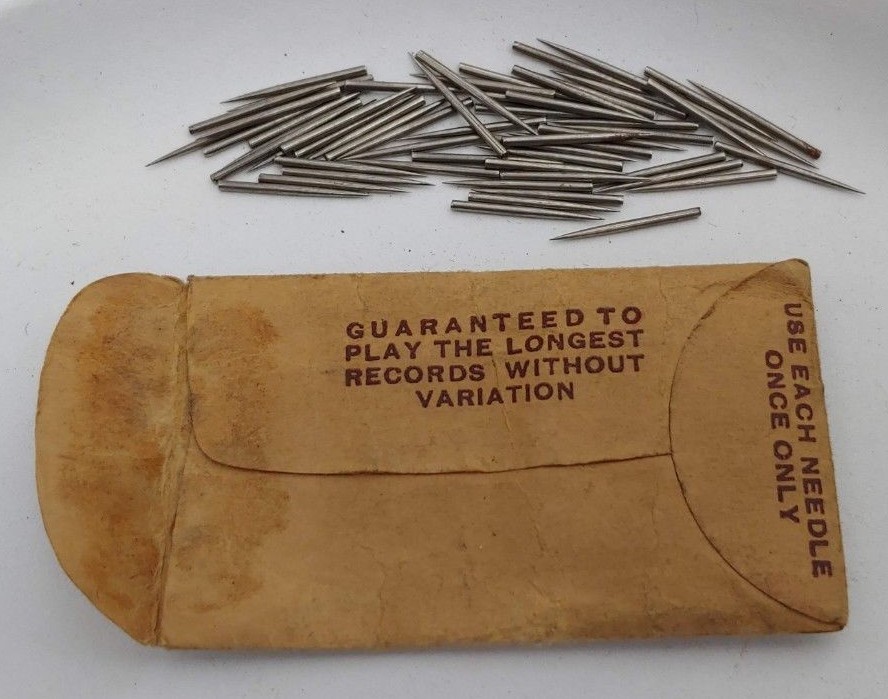 GUARANTEED TO
PLAY THE LONGEST
RECORDS WITHOUT
VARIATION
USE EACH NEEDLE
ONCE ONLY